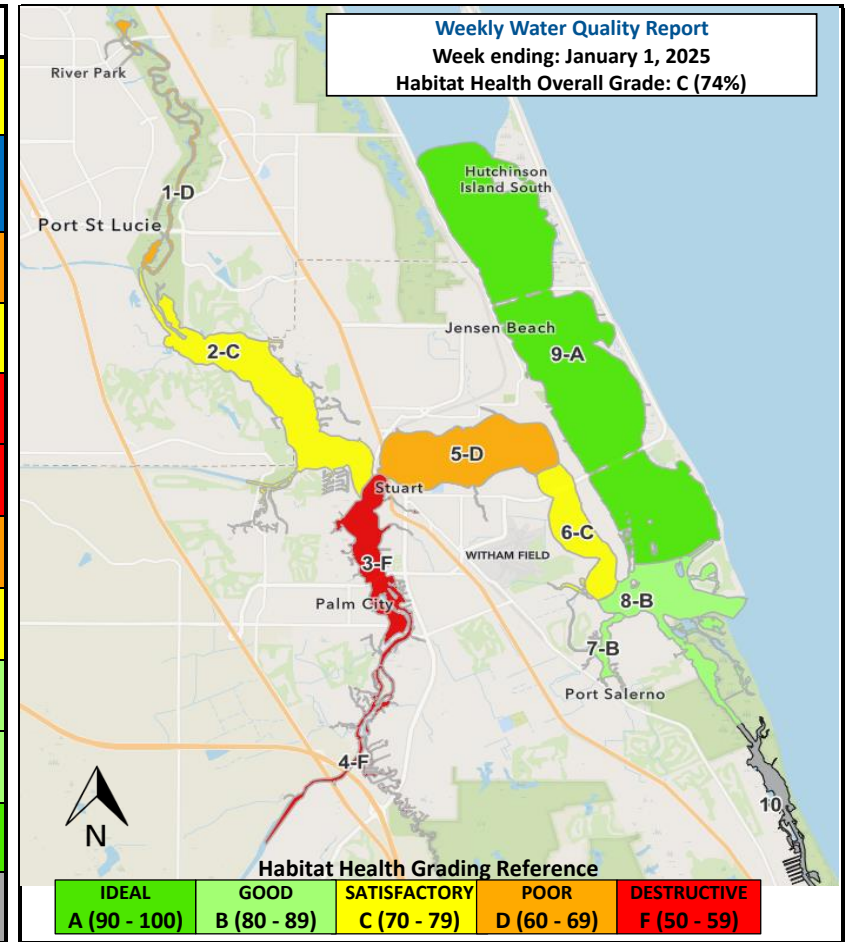 Weekly Water Quality Report
Week ending: January 1, 2025
Habitat Health Overall Grade: C (74%)
River Park
Hutchinson
Island South
1-D
Port St Lucie
Jensen Beach
2-C
9-A
5-D
Stuart
6-C
WITHAM FIELD
3-F
Palm City
8-B
7-B
Port Salerno
4-F
10
N
Habitat Health Grading Reference
IDEAL
A (90 - 100)
GOOD
B (80 - 89)
SATISFACTORY
C (70 - 79)
POOR
D (60 - 69)
DESTRUCTIVE
F (50 - 59)